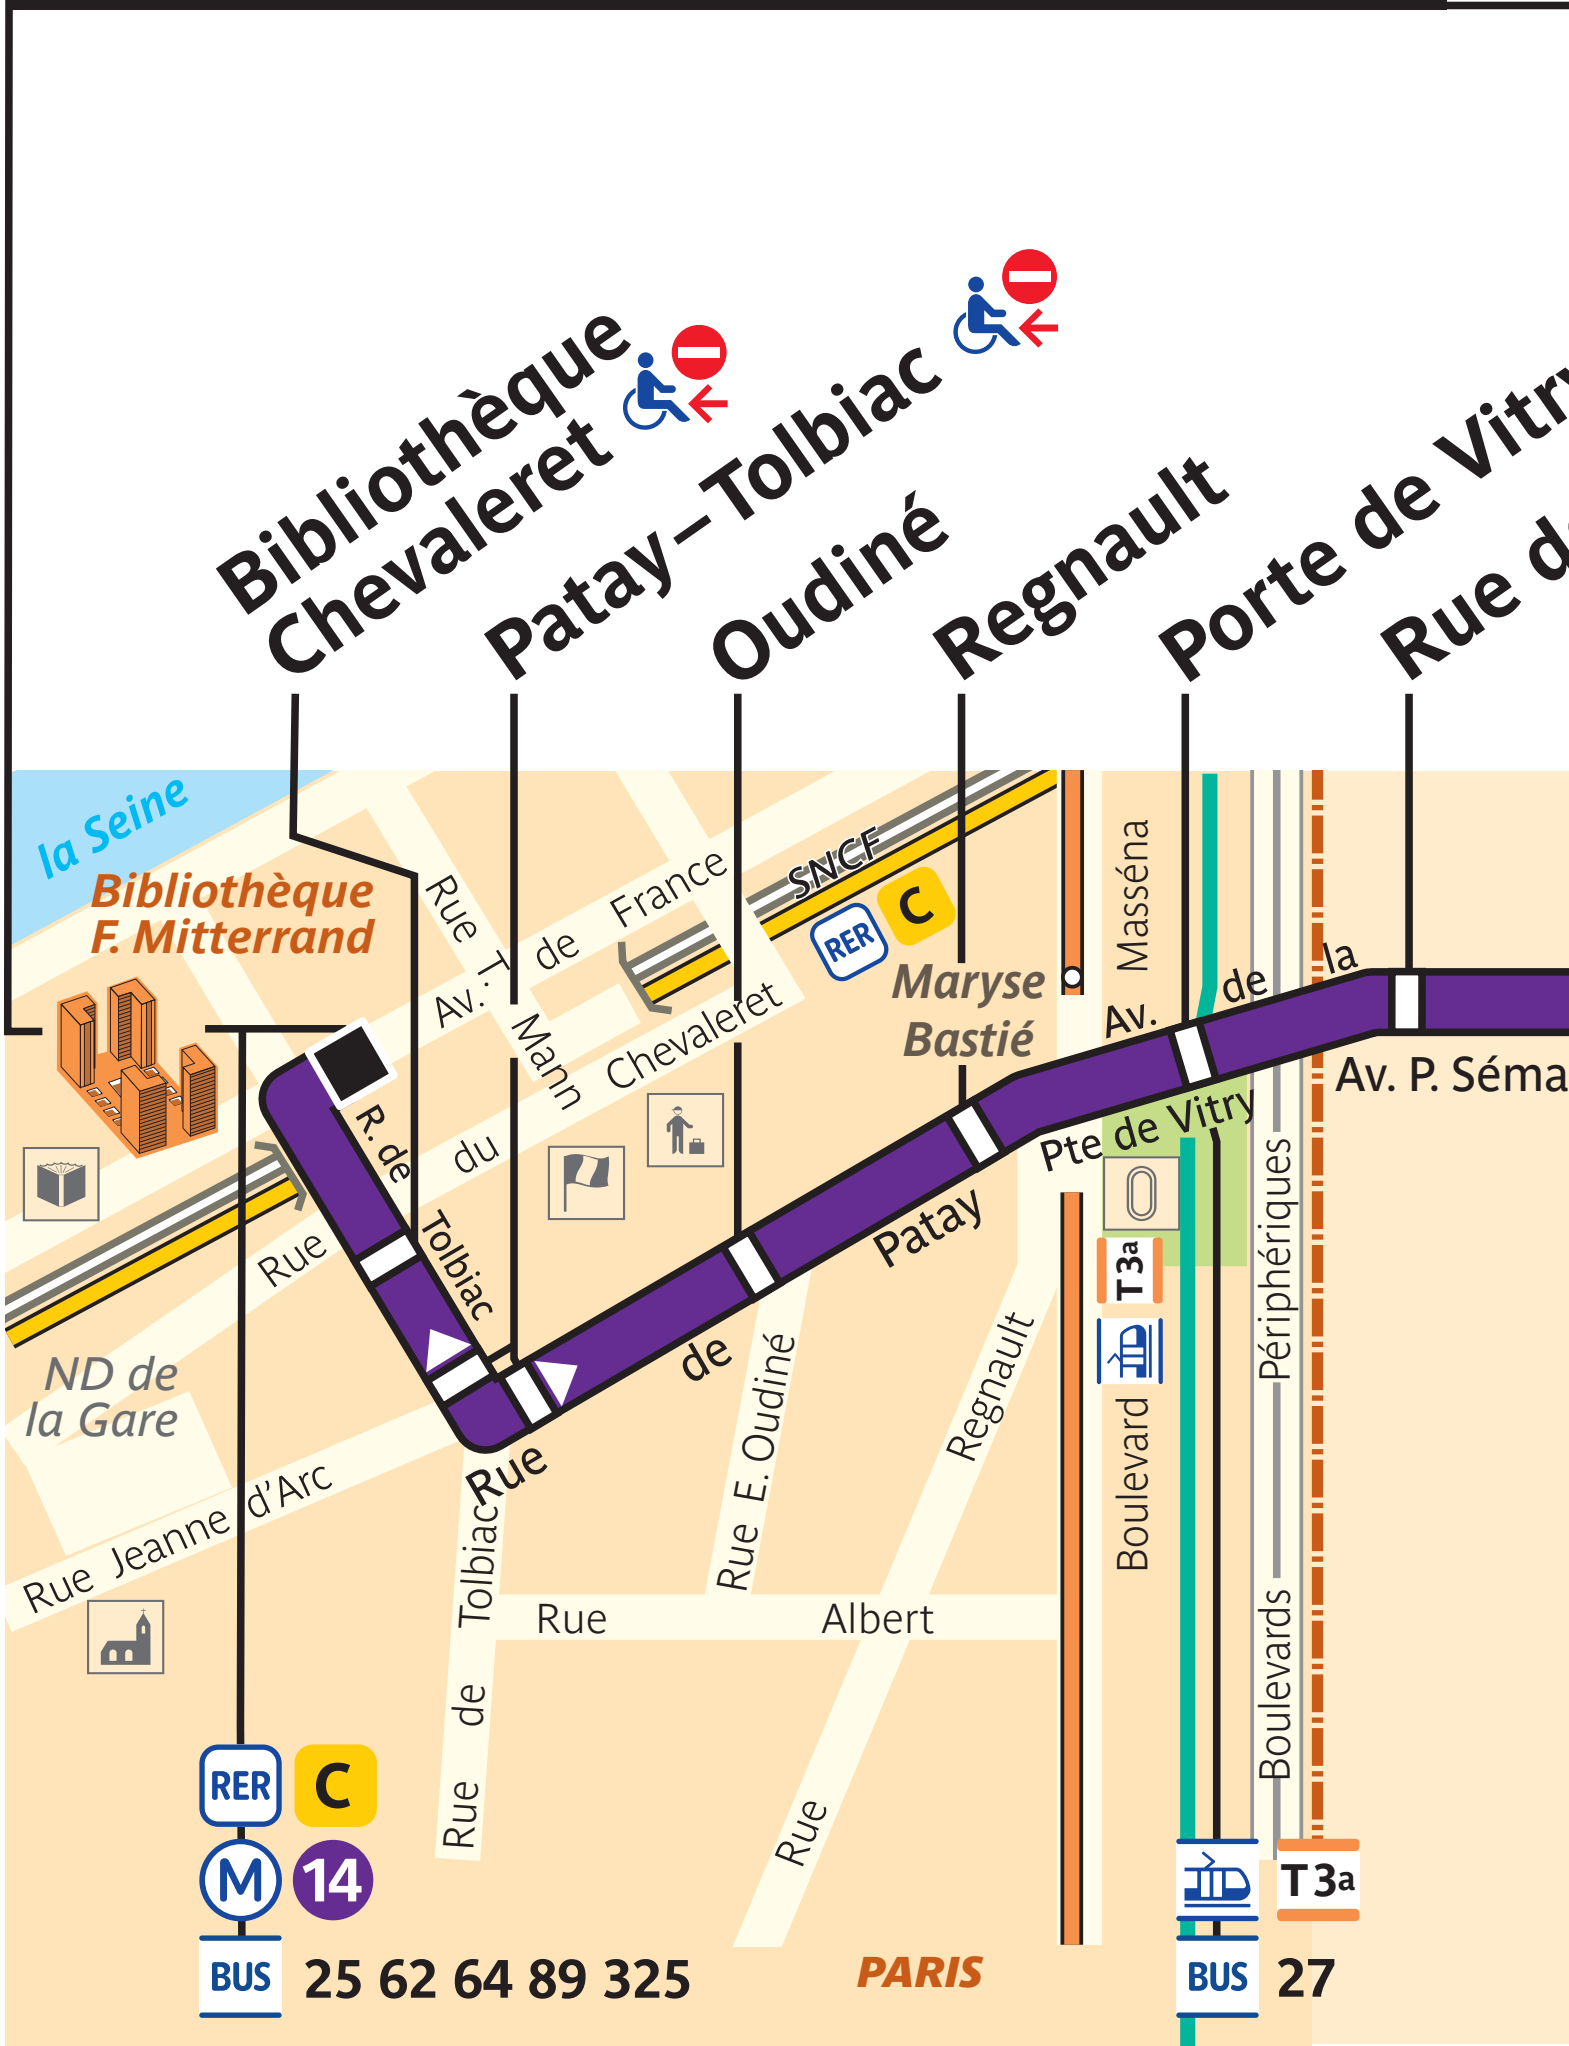 Bibliothèque
Chevaleret
Patay – Tolbiac
Oudiné
Regnault
Porte de Vitry
Rue
la Seine
Bibliothèque
F. Mitterrand
Rue T. Mann
Av. de France
SNCF
RER C
Maryse
Bastié
Masséna
Av. de la
Pte de Vitry
Av. P. Séma
R. de Tolbiac
Rue du Chevaleret
Rue de Patay
T3a
Boulevard
Boulevards Périphériques
ND de
la Gare
Rue Jeanne d'Arc
Rue de Tolbiac
Rue E. Oudiné
Rue Regnault
Rue Albert
RER C
M 14
BUS 25 62 64 89 325
PARIS
T3a
BUS 27